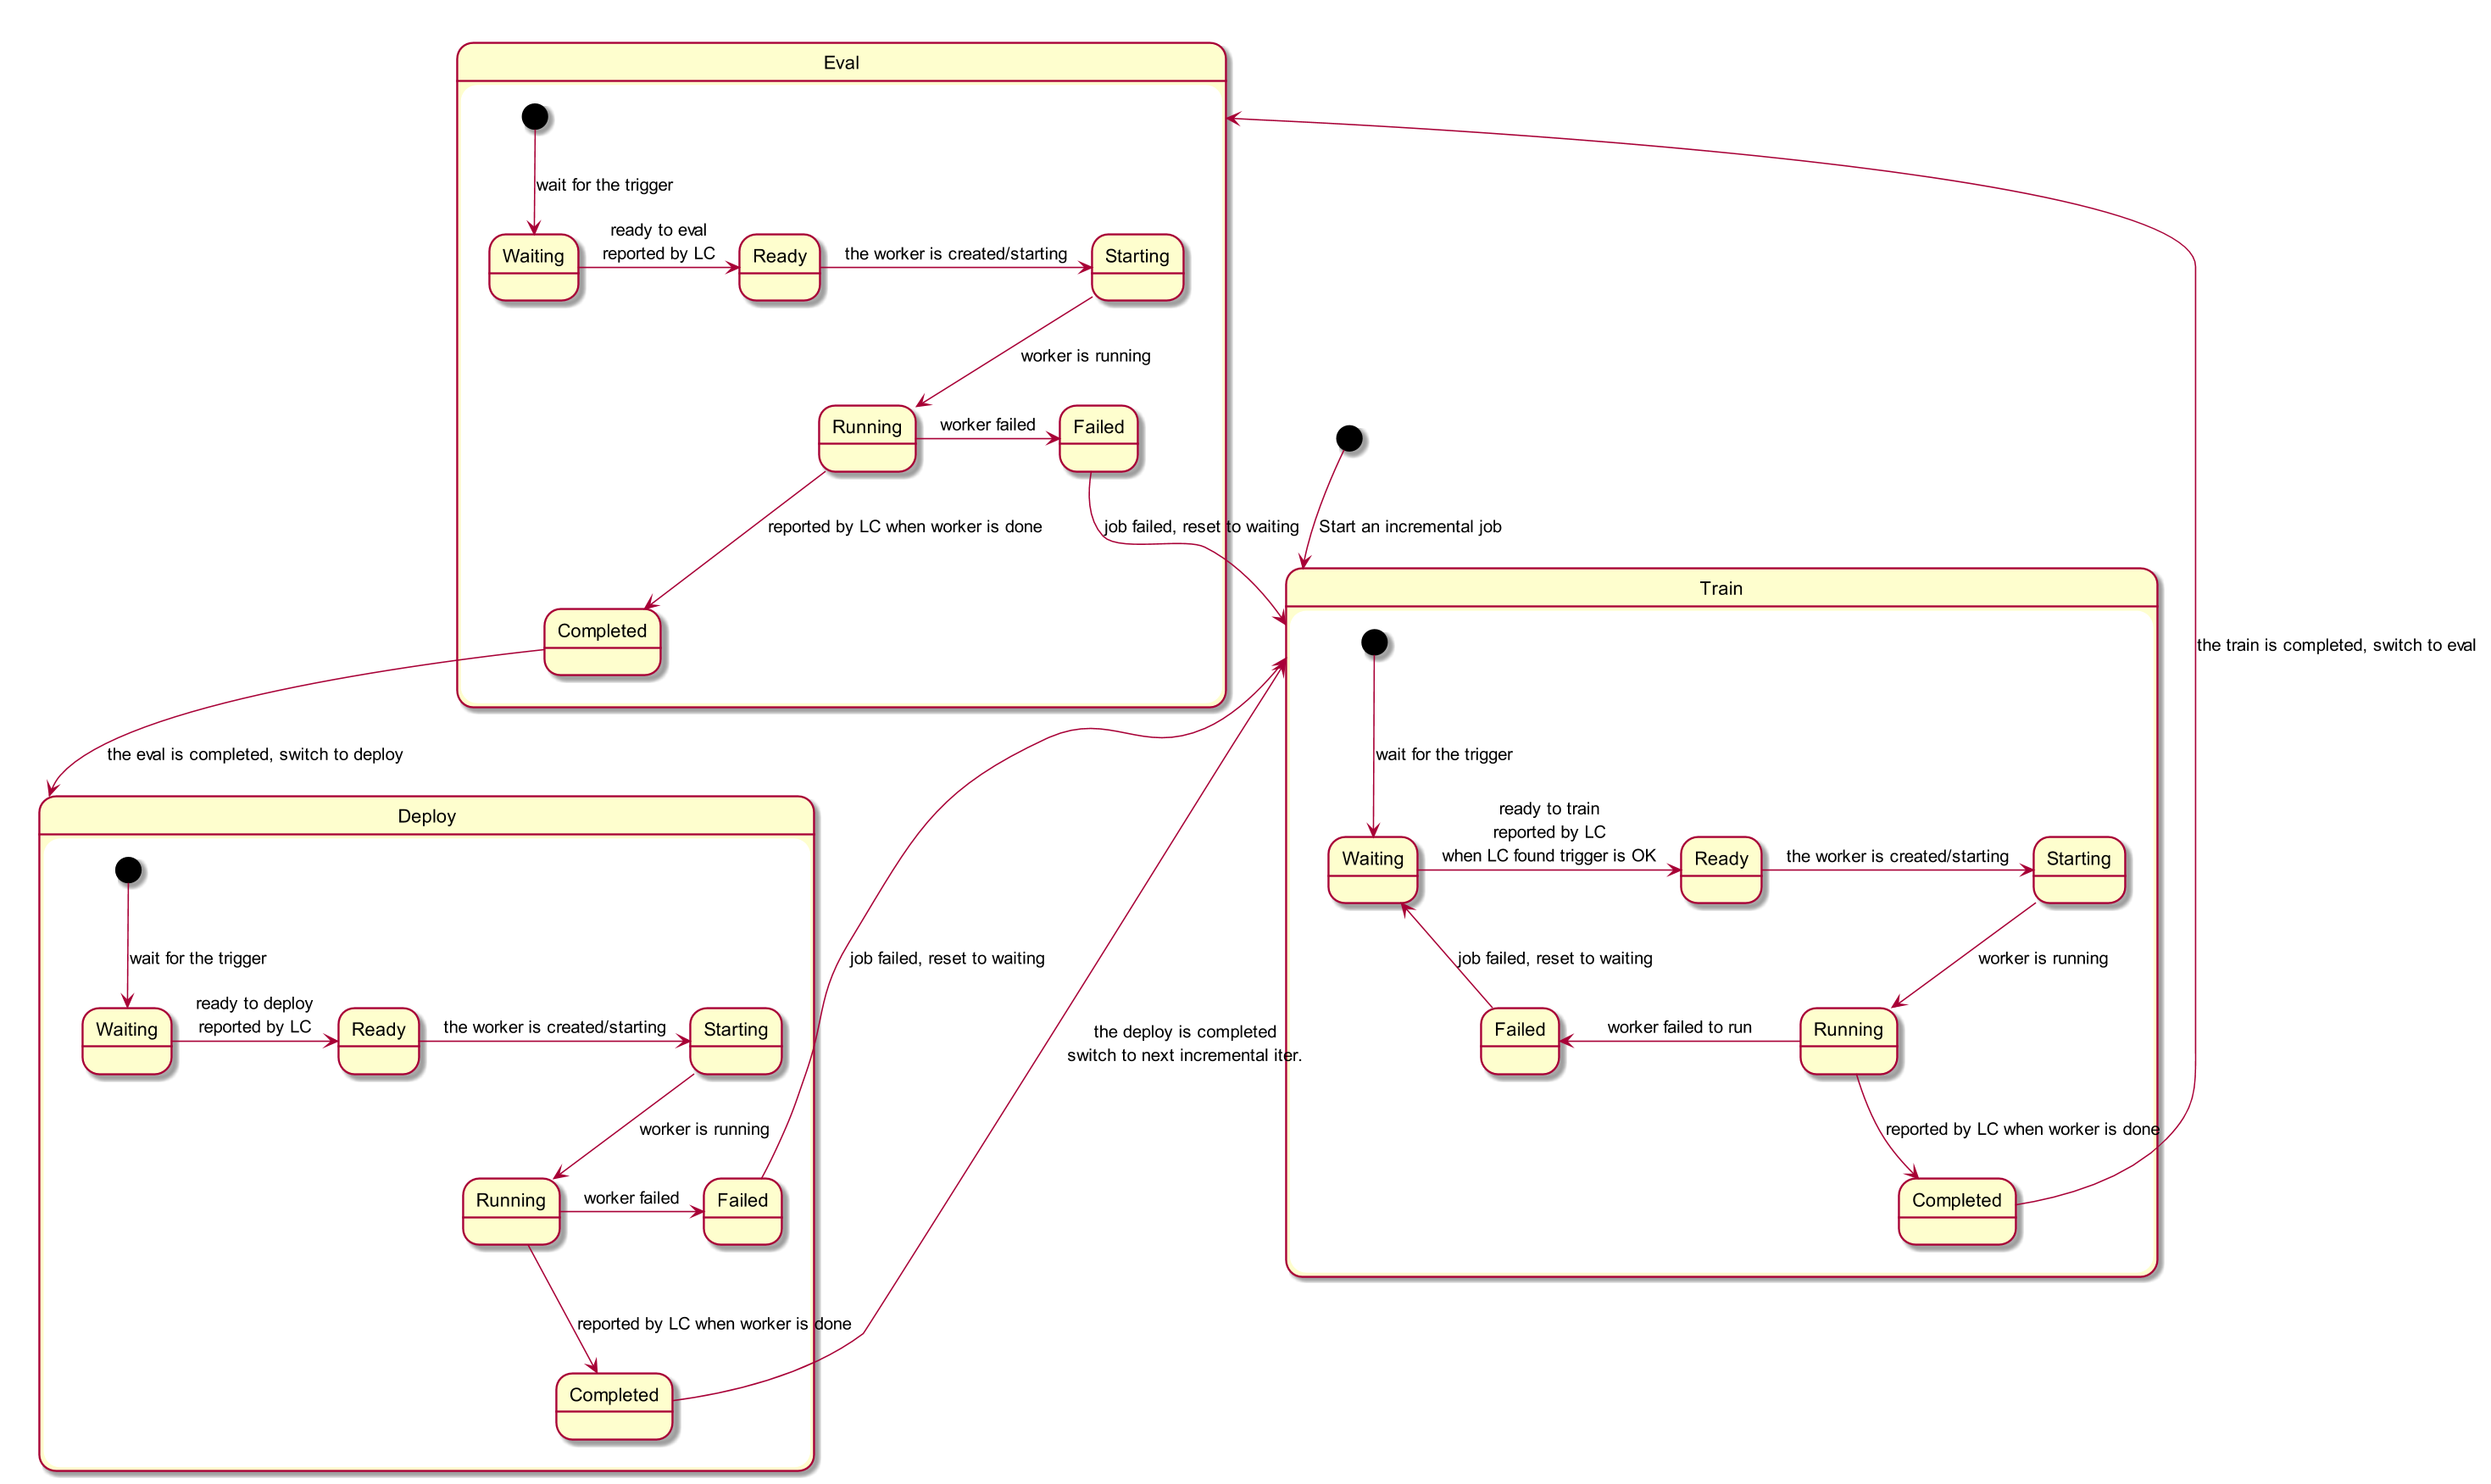 Eval
wait for the trigger
Waiting
ready to eval
reported by LC
Ready
the worker is created/starting
Starting
worker is running
Running
worker failed
Failed
reported by LC when worker is done
job failed, reset to waiting
Start an incremental job
Completed
the eval is completed, switch to deploy
Train
the train is completed, switch to eval
wait for the trigger
Waiting
ready to train
reported by LC
when LC found trigger is OK
Ready
the worker is created/starting
Starting
job failed, reset to waiting
worker is running
Failed
worker failed to run
Running
reported by LC when worker is done
Completed
Deploy
wait for the trigger
Waiting
ready to deploy
reported by LC
Ready
the worker is created/starting
Starting
job failed, reset to waiting
the deploy is completed
switch to next incremental iter.
worker is running
Running
worker failed
Failed
reported by LC when worker is done
Completed